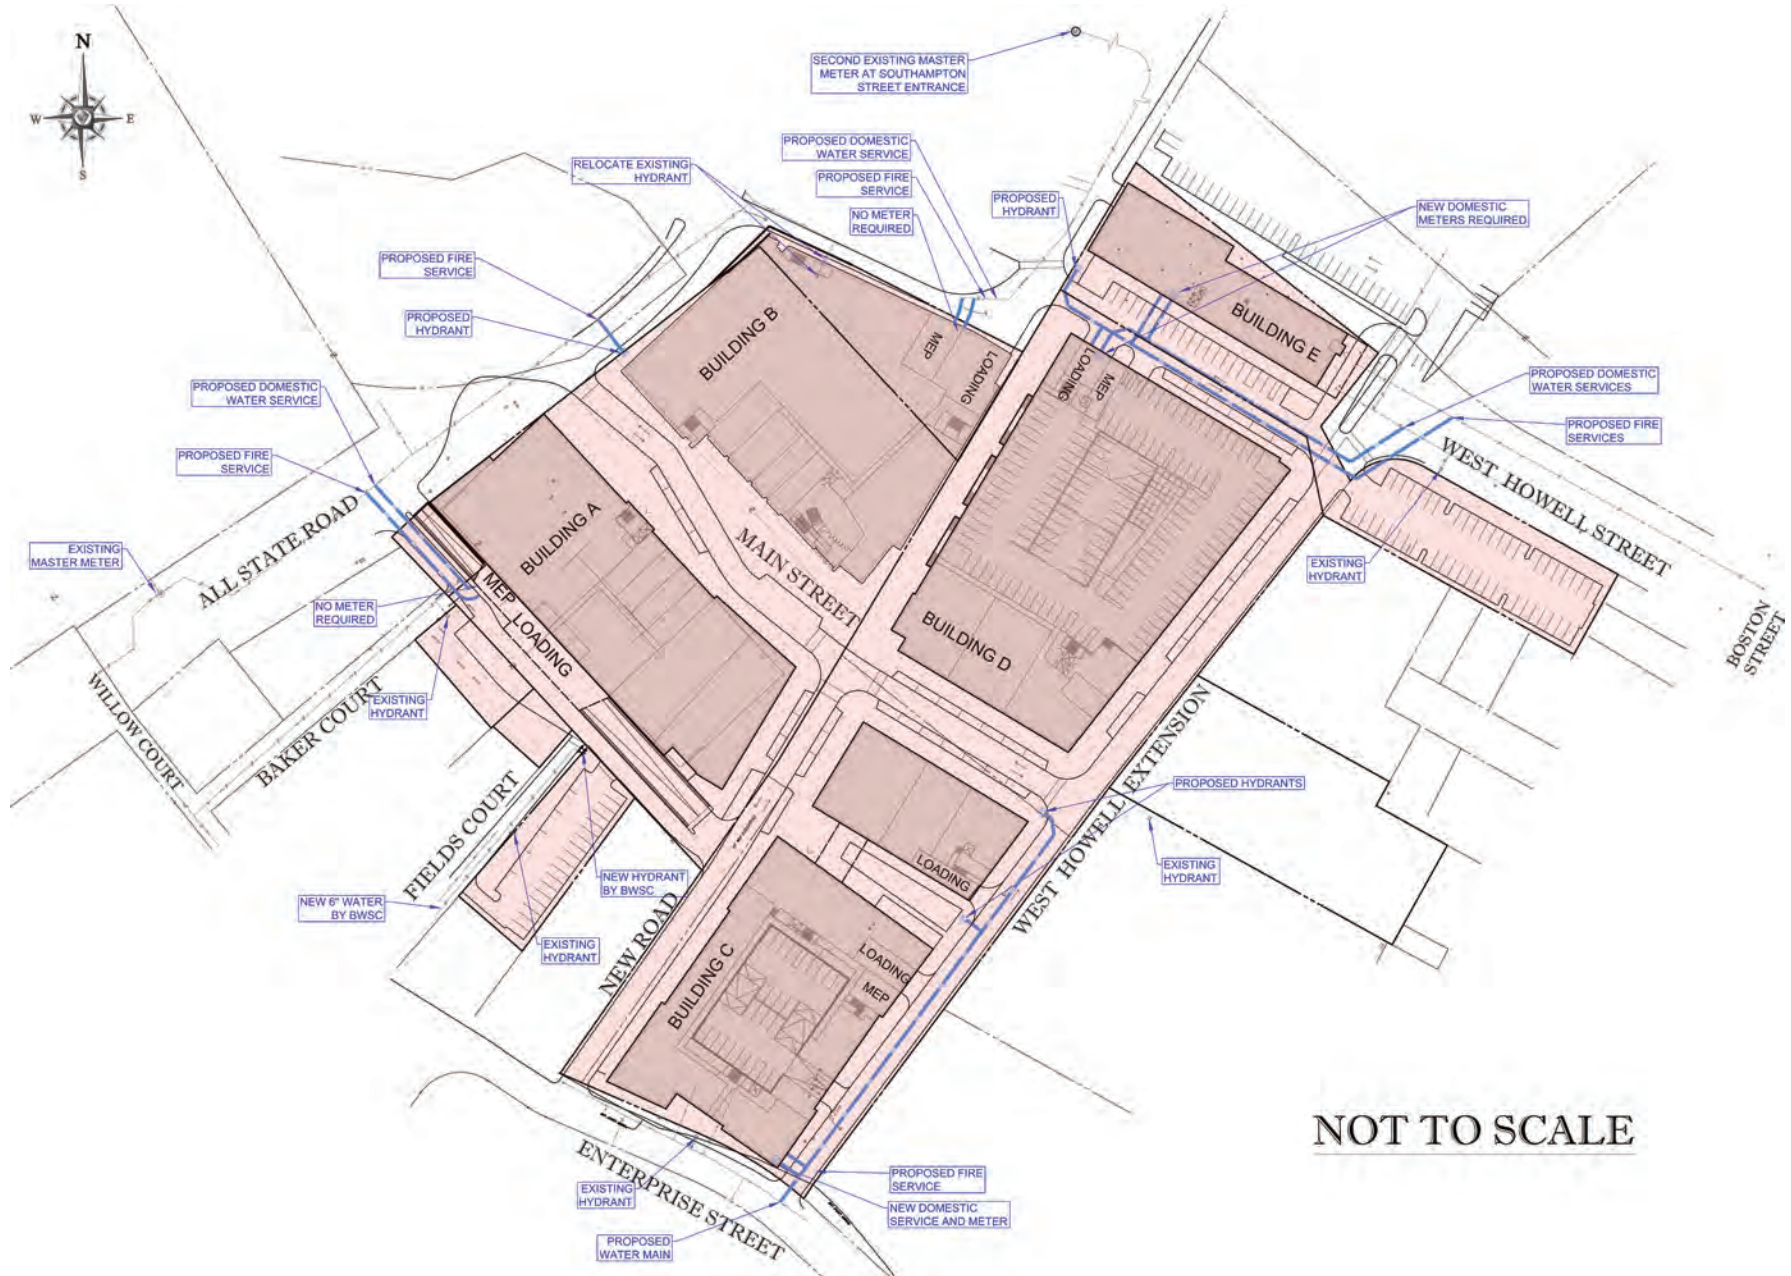 N
W
E
S
SECOND EXISTING MASTER
METER AT SOUTHAMPTON
STREET ENTRANCE
PROPOSED DOMESTIC
WATER SERVICE
RELOCATE EXISTING
HYDRANT
PROPOSED FIRE
SERVICE
NO METER
REQUIRED
PROPOSED
HYDRANT
NEW DOMESTIC
METERS REQUIRED
PROPOSED FIRE
SERVICE
PROPOSED
HYDRANT
BUILDING B
MEP
LOADING
BUILDING E
LOADING
MEP
PROPOSED DOMESTIC
WATER SERVICE
PROPOSED DOMESTIC
WATER SERVICES
PROPOSED FIRE
SERVICES
PROPOSED FIRE
SERVICE
WEST HOWELL STREET
ALL STATE ROAD
BUILDING A
MAIN STREET
EXISTING
MASTER METER
EXISTING
HYDRANT
NO METER
REQUIRED
MEP
LOADING
BUILDING D
BOSTON
STREET
EXISTING
HYDRANT
WILLOW COURT
BAKER COURT
WEST HOWELL EXTENSION
PROPOSED HYDRANTS
FIELDS COURT
LOADING
EXISTING
HYDRANT
NEW HYDRANT
BY BWSC
NEW 6" WATER
BY BWSC
EXISTING
HYDRANT
NEW ROAD
BUILDING C
LOADING
MEP
NOT TO SCALE
ENTERPRISE STREET
EXISTING
HYDRANT
PROPOSED FIRE
SERVICE
NEW DOMESTIC
SERVICE AND METER
PROPOSED
WATER MAIN